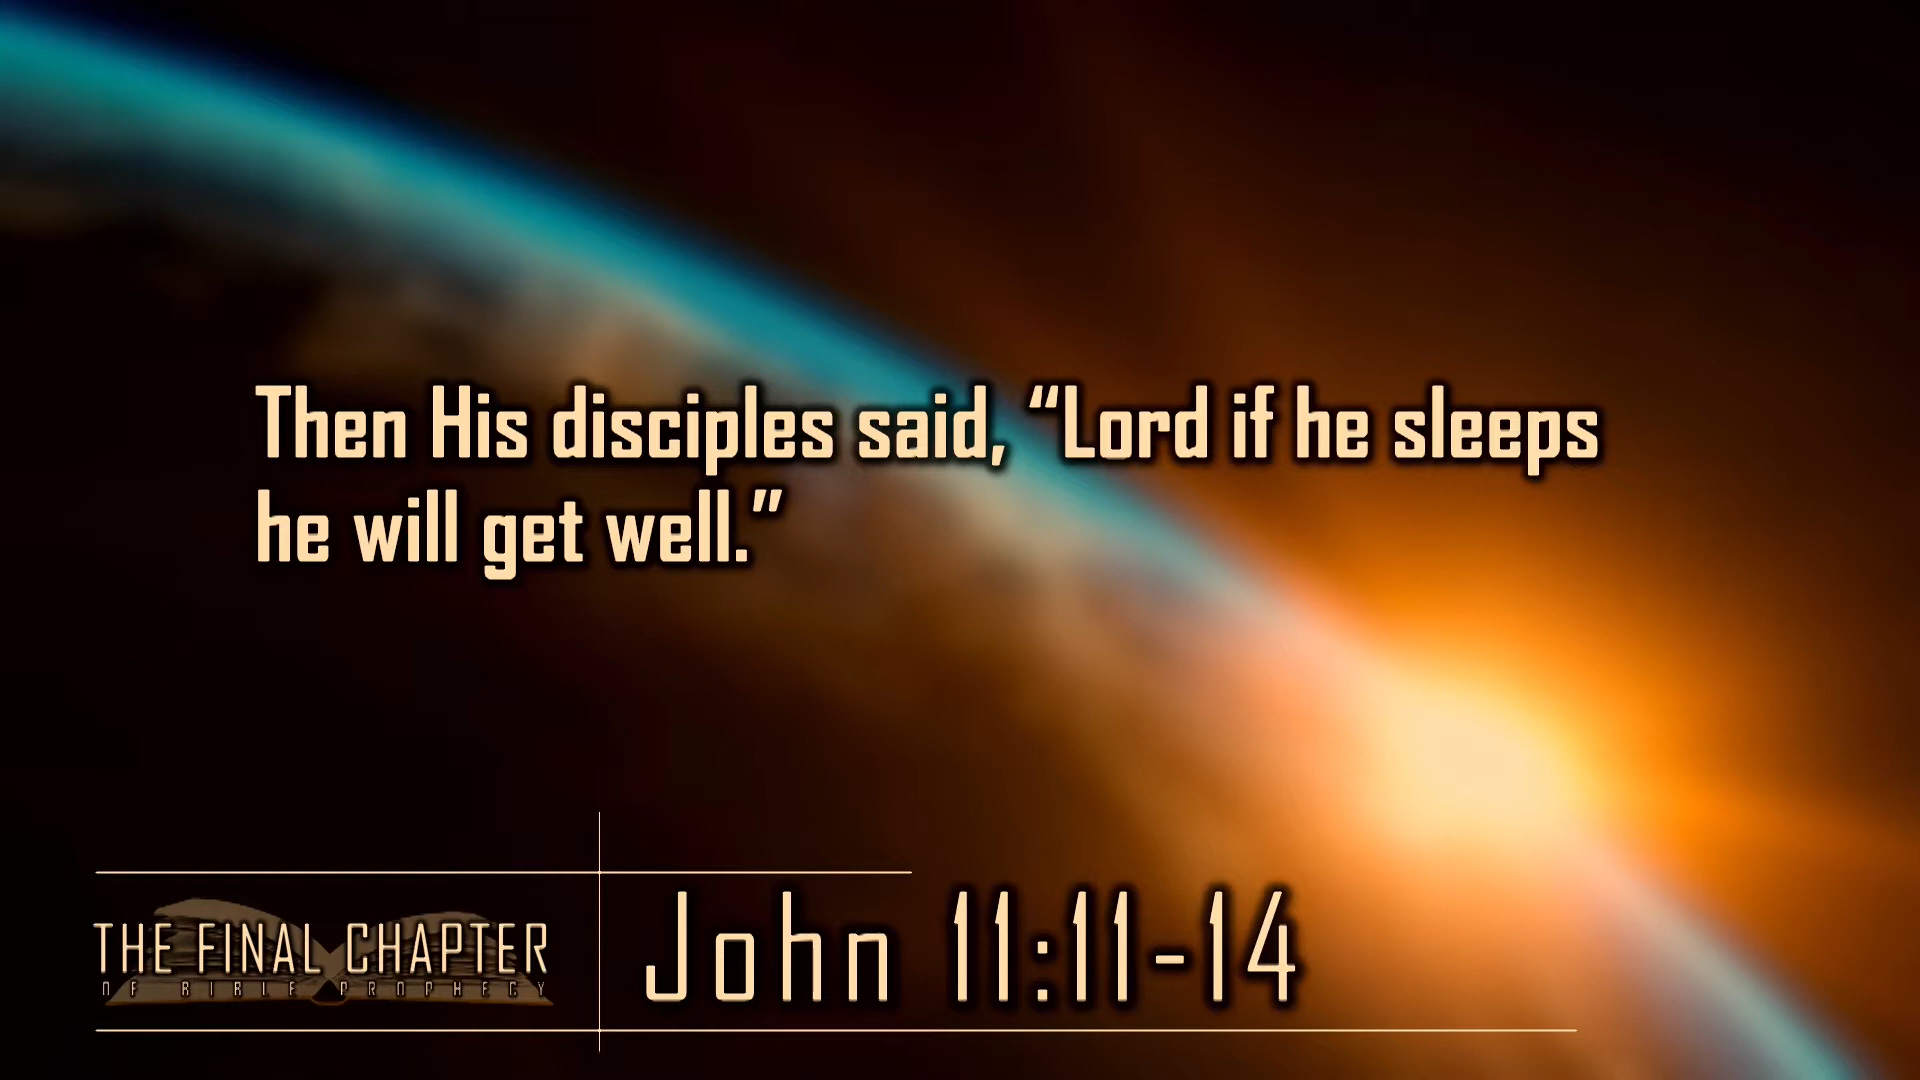 Then His disciples said, “Lord if he sleeps
he will get well.”
THE FINAL CHAPTER
OF BIBLE PROPHECY
John 11:11-14